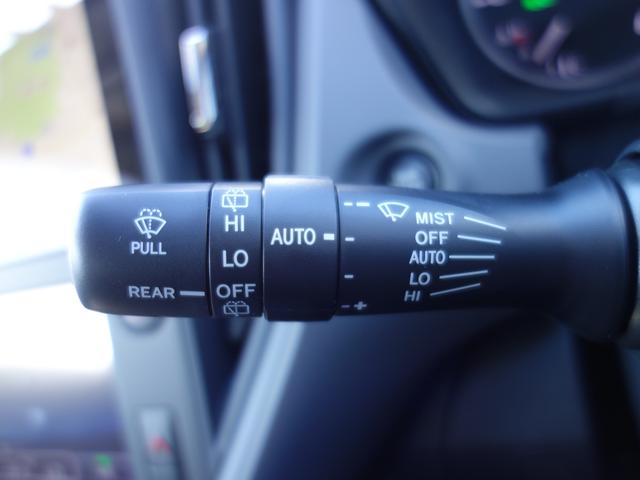 PULL
REAR
HI
LO
OFF
AUTO
- --
-
-
- +
MIST
OFF
AUTO
LO
HI